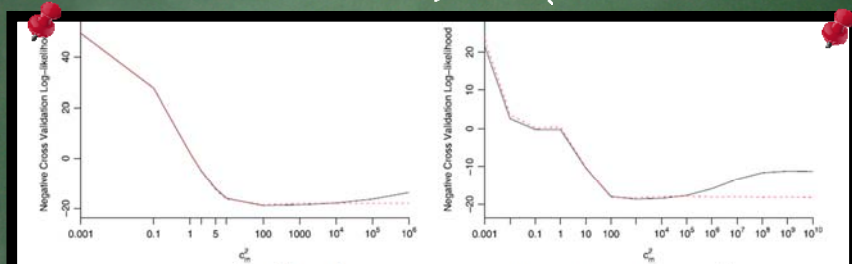 Negative Cross Validation Log-likelihood
40
20
0
-20
0.001 0.1 1 5 100 1000 10⁴ 10⁵ 10⁶
c²ₘ
Negative Cross Validation Log-likelihood
20
10
0
-10
-20
0.001 0.1 1 10 100 10⁴ 10⁵ 10⁶ 10⁷ 10⁸ 10⁹ 10¹⁰
c²ₘ